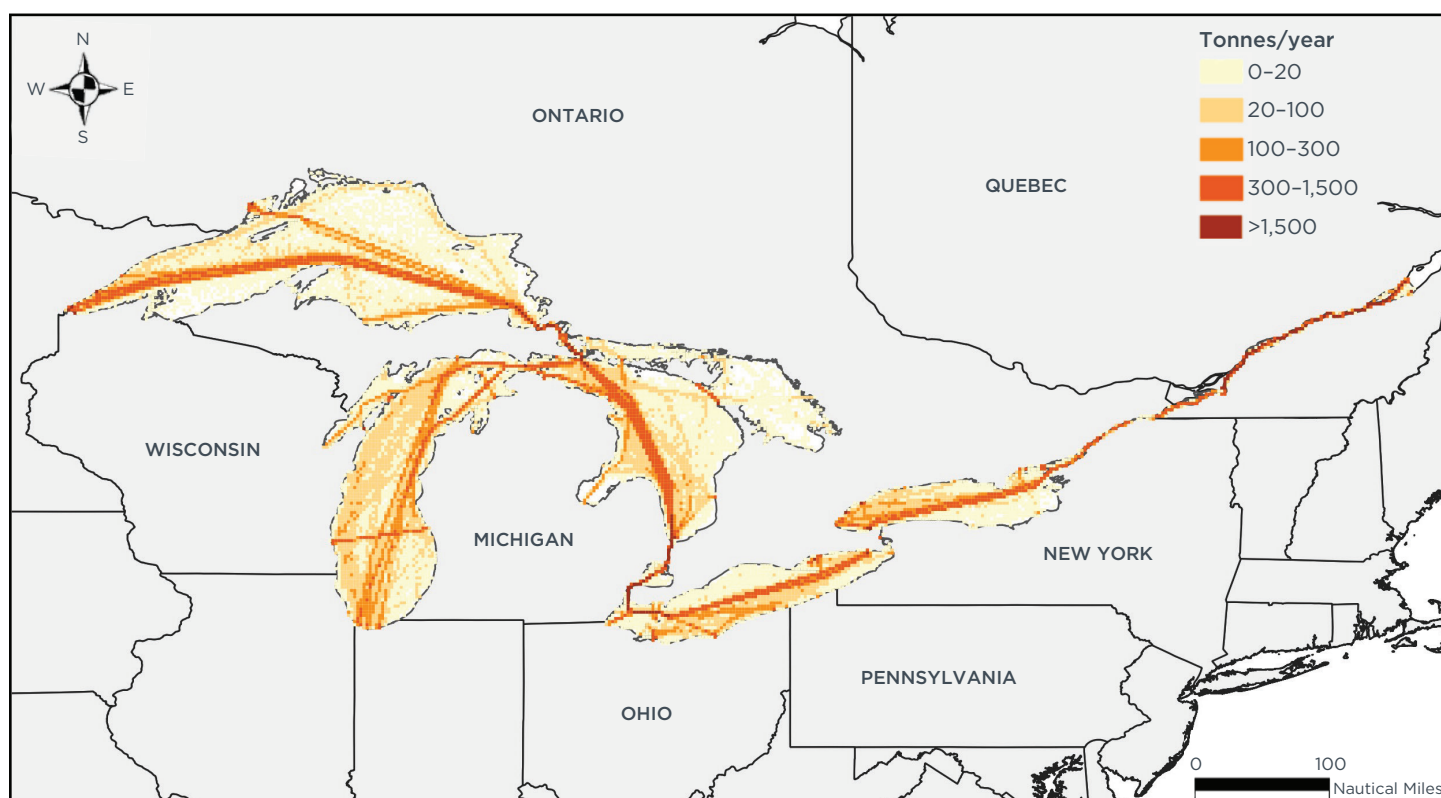 N
W E
S
Tonnes/year
0–20
20–100
100–300
300–1,500
>1,500
ONTARIO
QUEBEC
WISCONSIN
MICHIGAN
NEW YORK
PENNSYLVANIA
OHIO
0 100
Nautical Miles